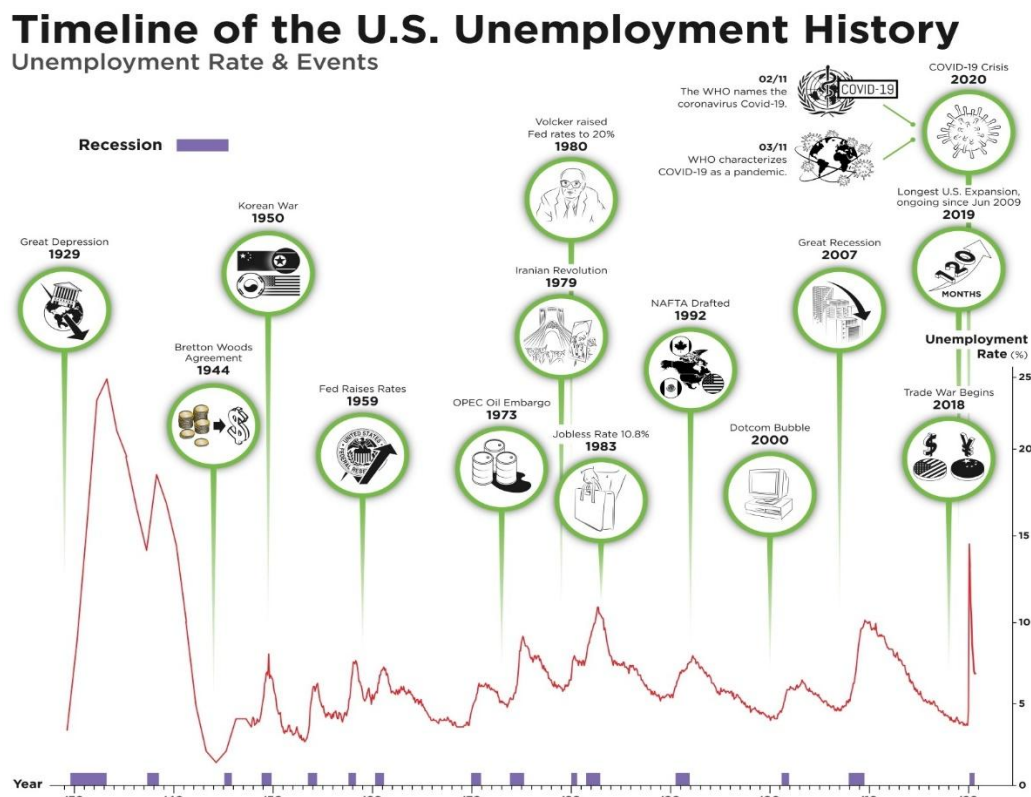 Timeline of the U.S. Unemployment History
Unemployment Rate & Events
Recession
02/11
The WHO names the
coronavirus Covid-19.
COVID-19
03/11
WHO characterizes
COVID-19 as a pandemic.
COVID-19 Crisis
2020
Volcker raised
Fed rates to 20%
1980
Longest U.S. Expansion,
ongoing since Jun 2009
2019
120
MONTHS
Korean War
1950
Great Depression
1929
Great Recession
2007
Iranian Revolution
1979
NAFTA Drafted
1992
Bretton Woods
Agreement
1944
Unemployment
Rate (%)
Fed Raises Rates
1959
UNITED STATES
FEDERAL
OPEC Oil Embargo
1973
Jobless Rate 10.8%
1983
Dotcom Bubble
2000
Trade War Begins
2018
$
$ ¥
25
20
15
10
5
0
Year